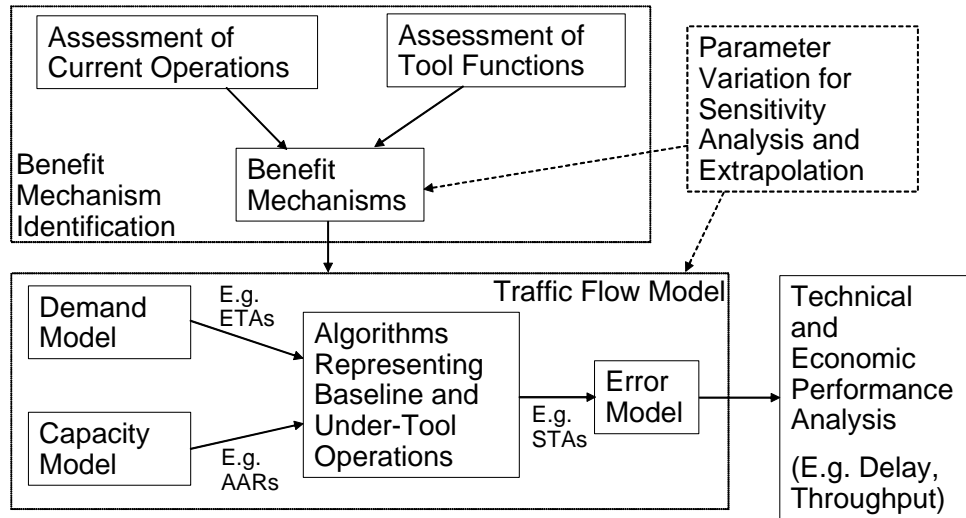 Assessment of
Current Operations
Assessment of
Tool Functions
Parameter
Variation for
Sensitivity
Analysis and
Extrapolation
Benefit
Mechanism
Identification
Benefit
Mechanisms
Traffic Flow Model
Demand
Model
E.g.
ETAs
Capacity
Model
E.g.
AARs
Algorithms
Representing
Baseline and
Under-Tool
Operations
E.g.
STAs
Error
Model
Technical
and
Economic
Performance
Analysis
(E.g. Delay,
Throughput)